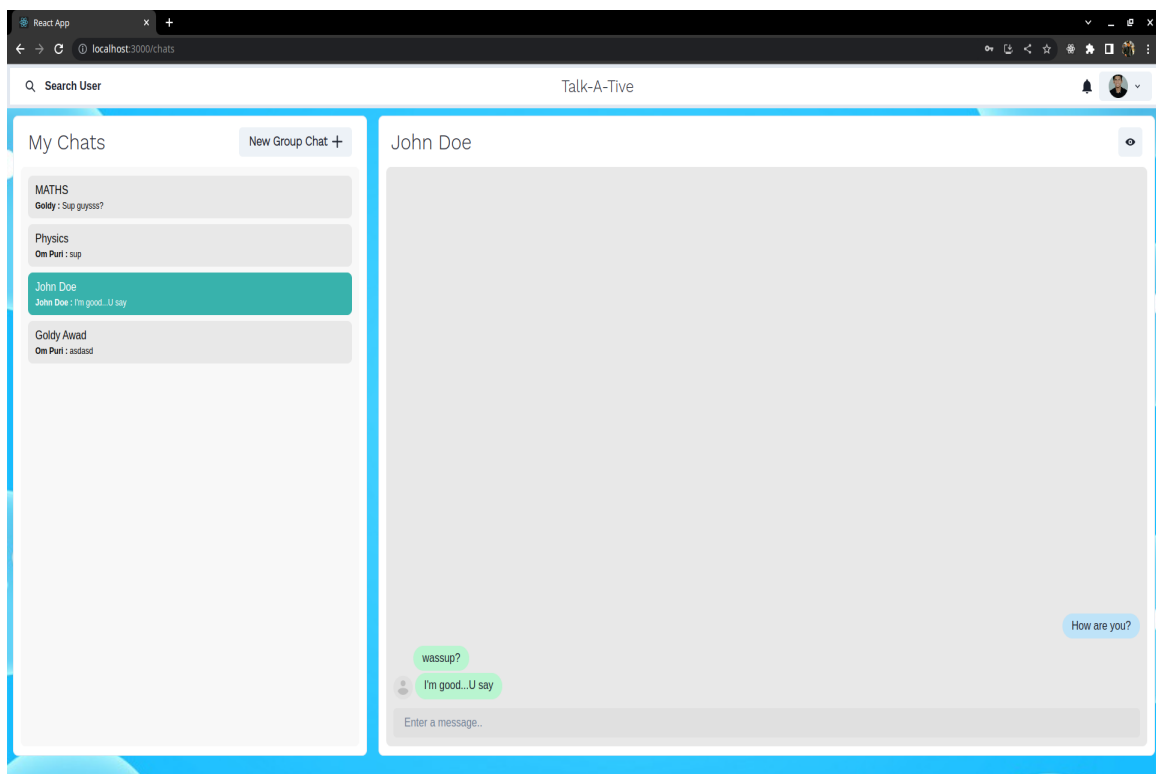 React App
localhost:3000/chats
Search User
Talk-A-Tive
My Chats
New Group Chat +
MATHS
Goldy : Sup guysss?
Physics
Om Puri : sup
John Doe
John Doe : I'm good...U say
Goldy Awad
Om Puri : asdasd
John Doe
How are you?
wassup?
I'm good...U say
Enter a message..